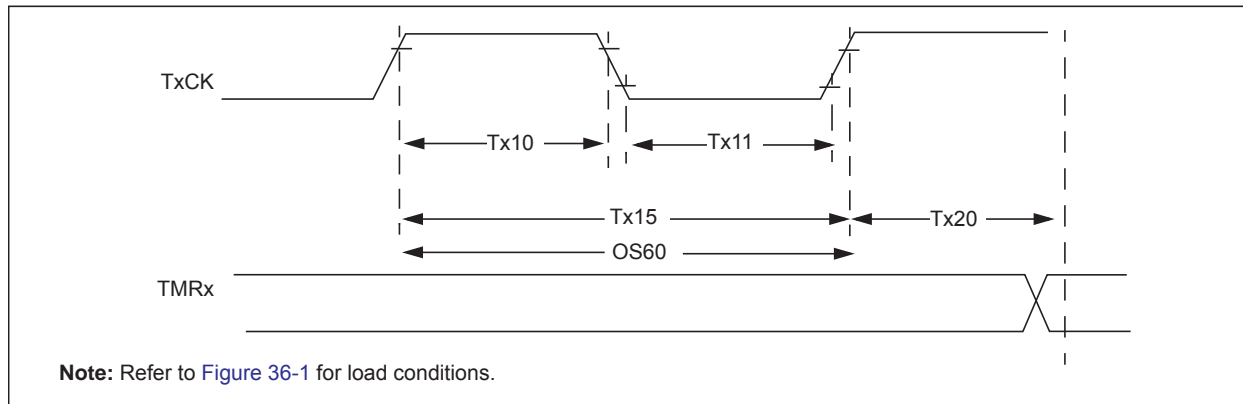 TxCK
Tx10
Tx11
Tx15
Tx20
OS60
TMRx
Note: Refer to Figure 36-1 for load conditions.